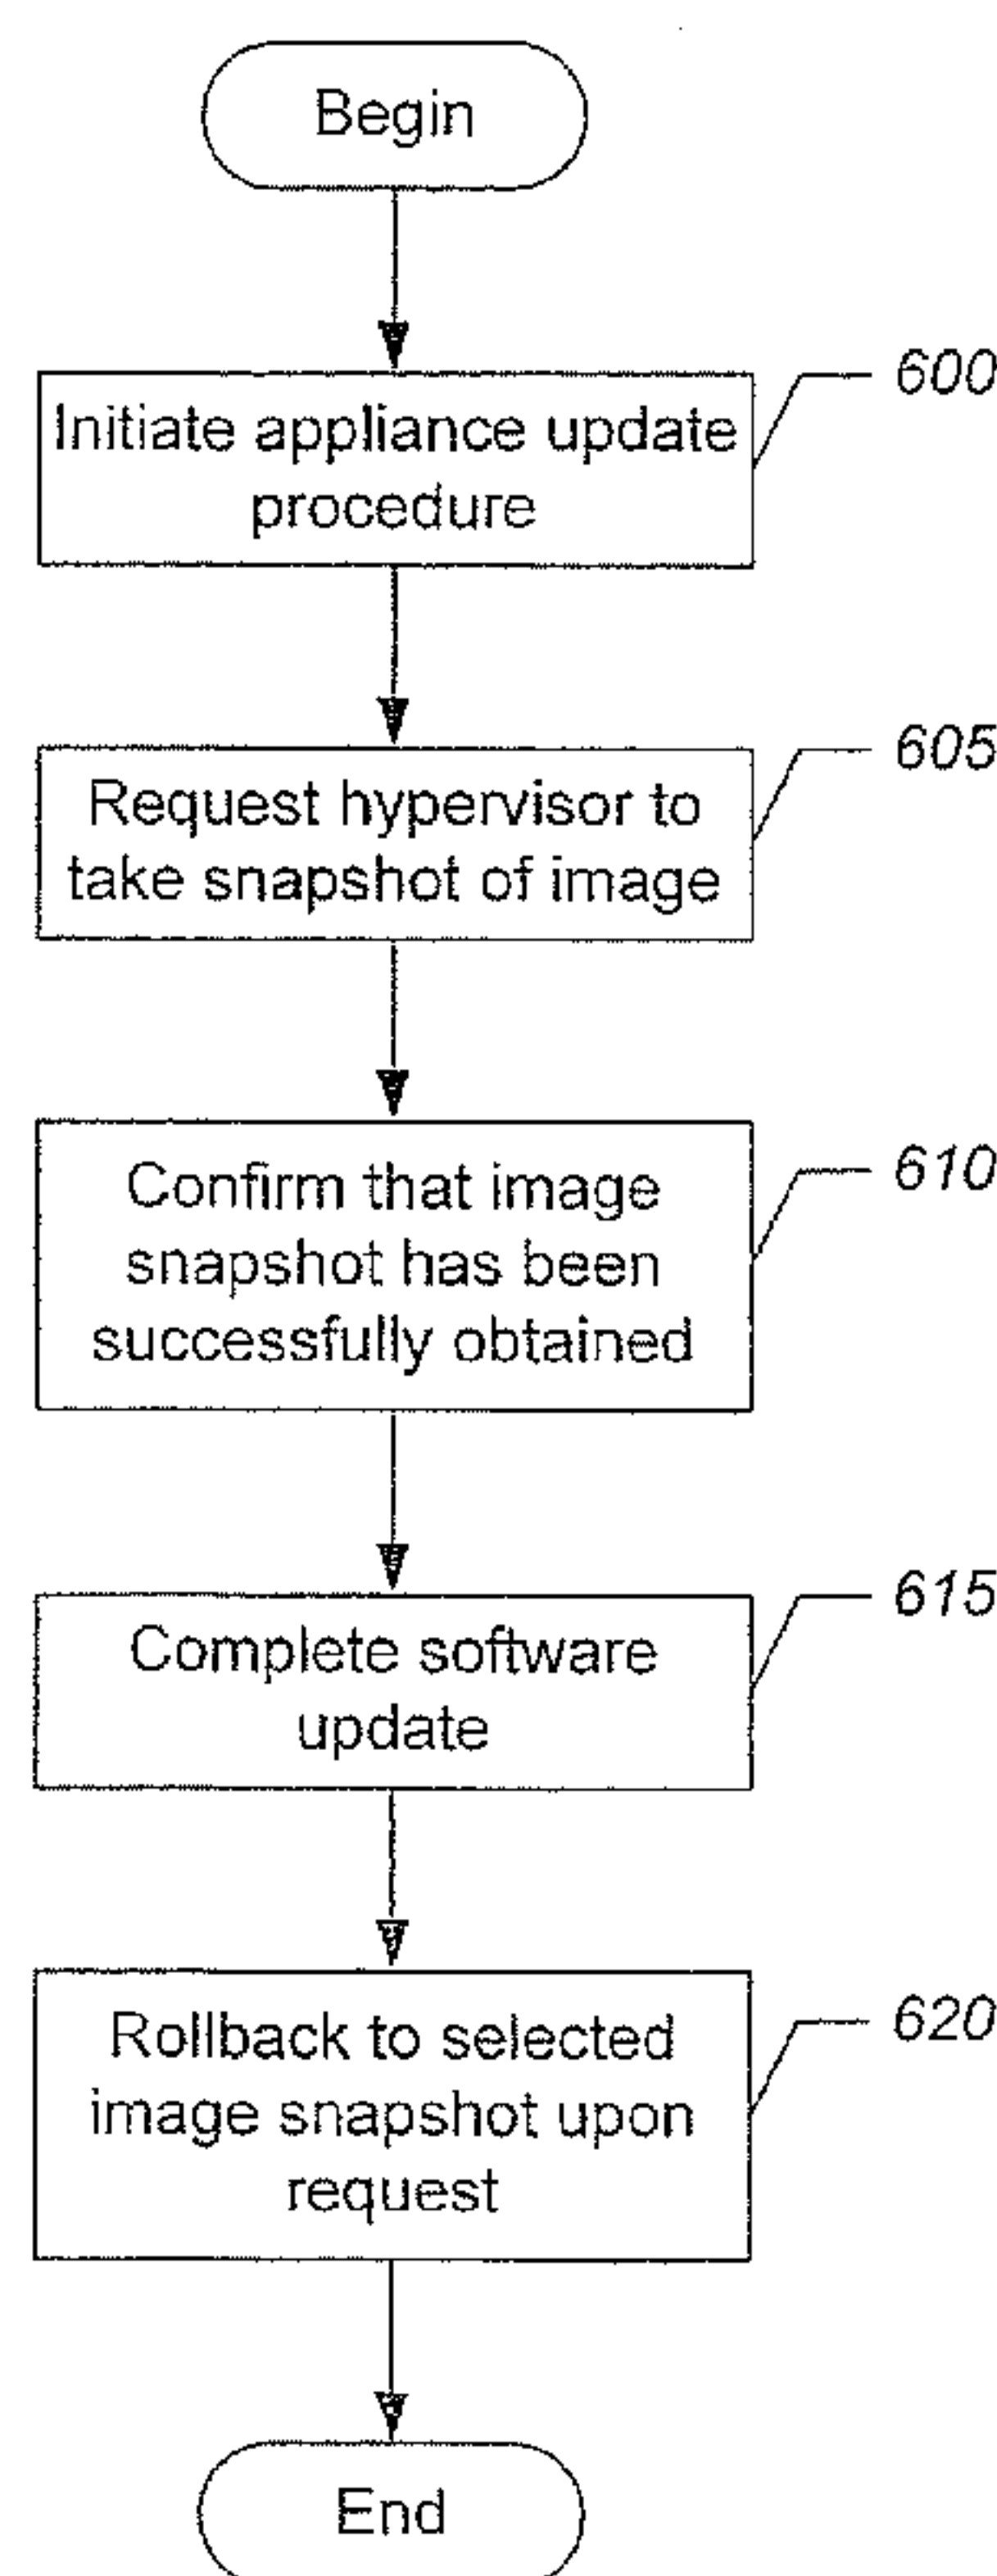 Begin
600
Initiate appliance update
procedure
605
Request hypervisor to
take snapshot of image
610
Confirm that image
snapshot has been
successfully obtained
615
Complete software
update
620
Rollback to selected
image snapshot upon
request
End